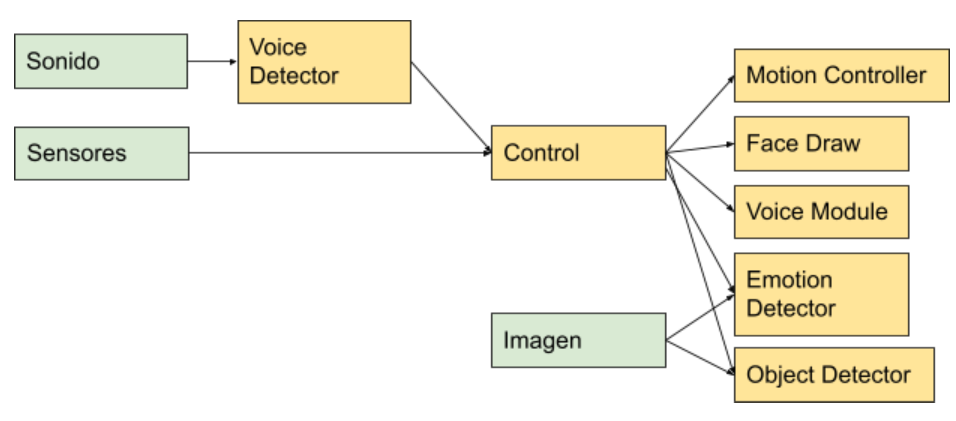 Sonido
Voice
Detector
Sensores
Control
Motion Controller
Face Draw
Voice Module
Emotion
Detector
Imagen
Object Detector